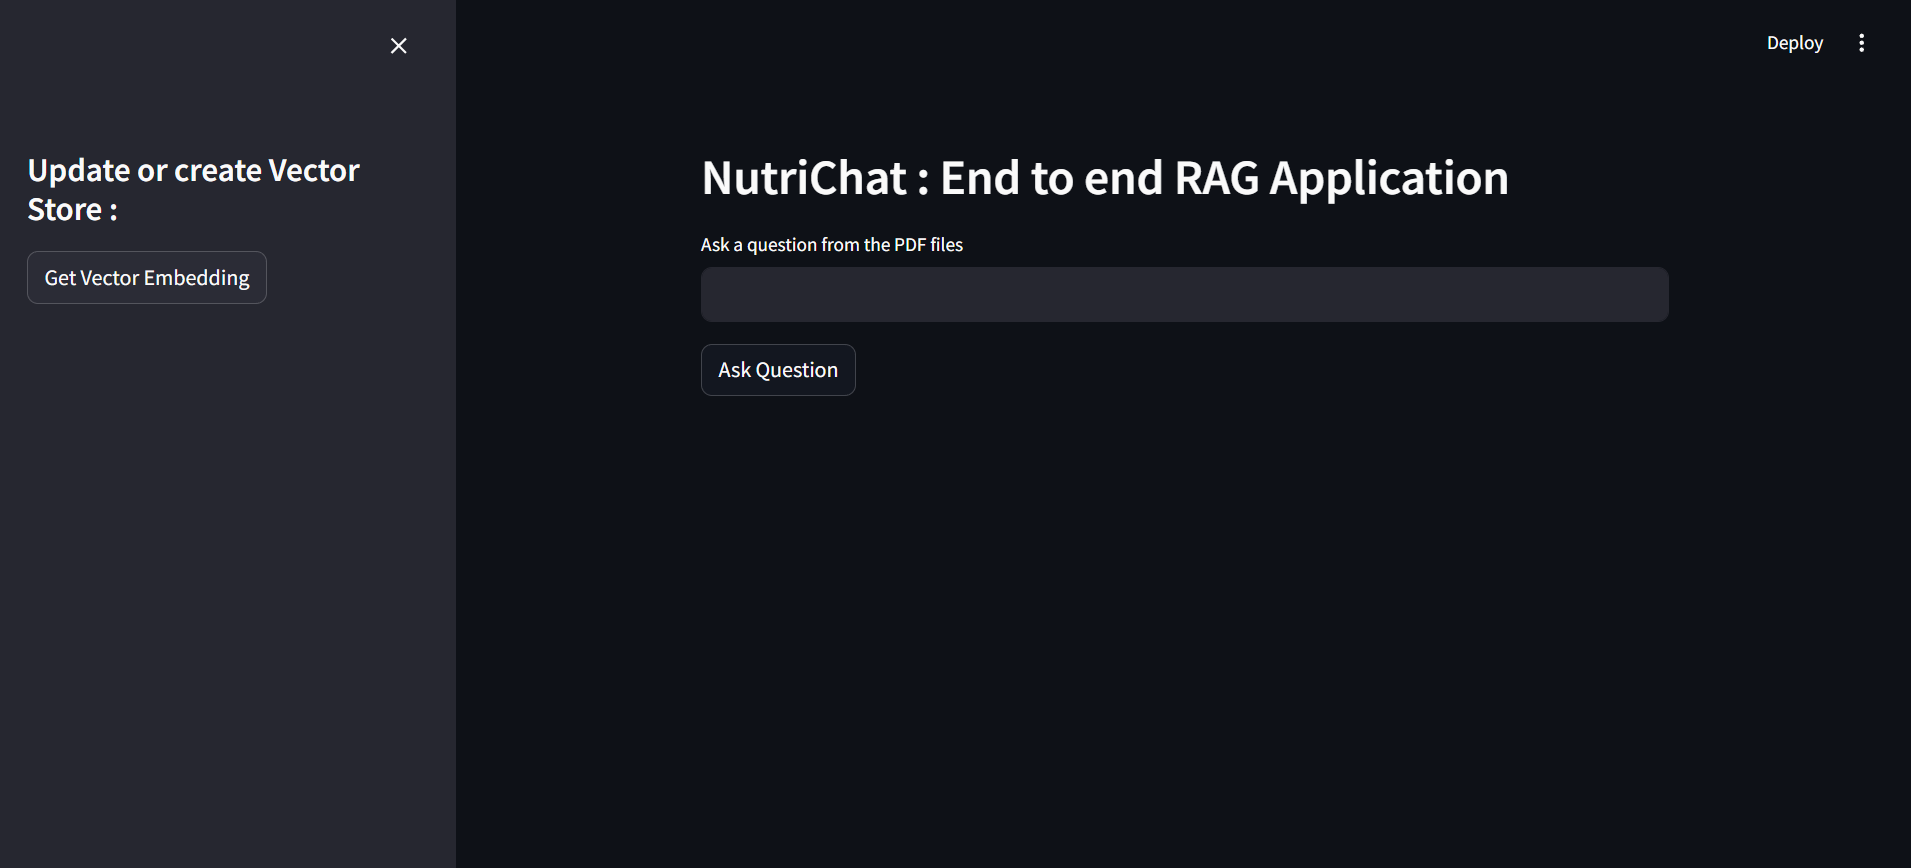 Update or create Vector
Store :
Get Vector Embedding
Deploy
NutriChat : End to end RAG Application
Ask a question from the PDF files
Ask Question